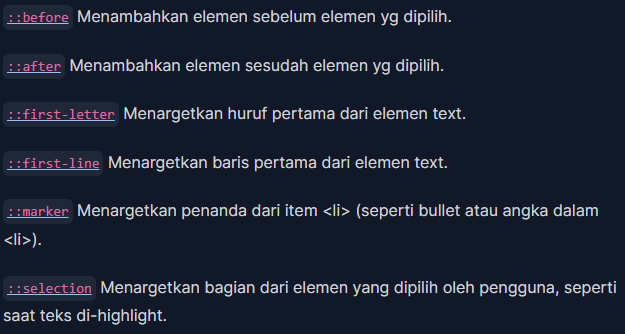 ::before Menambahkan elemen sebelum elemen yg dipilih.
::after Menambahkan elemen sesudah elemen yg dipilih.
::first-letter Menargetkan huruf pertama dari elemen text.
::first-line Menargetkan baris pertama dari elemen text.
::marker Menargetkan penanda dari item <li> (seperti bullet atau angka dalam
<li>).
::selection Menargetkan bagian dari elemen yang dipilih oleh pengguna, seperti
saat teks di-highlight.